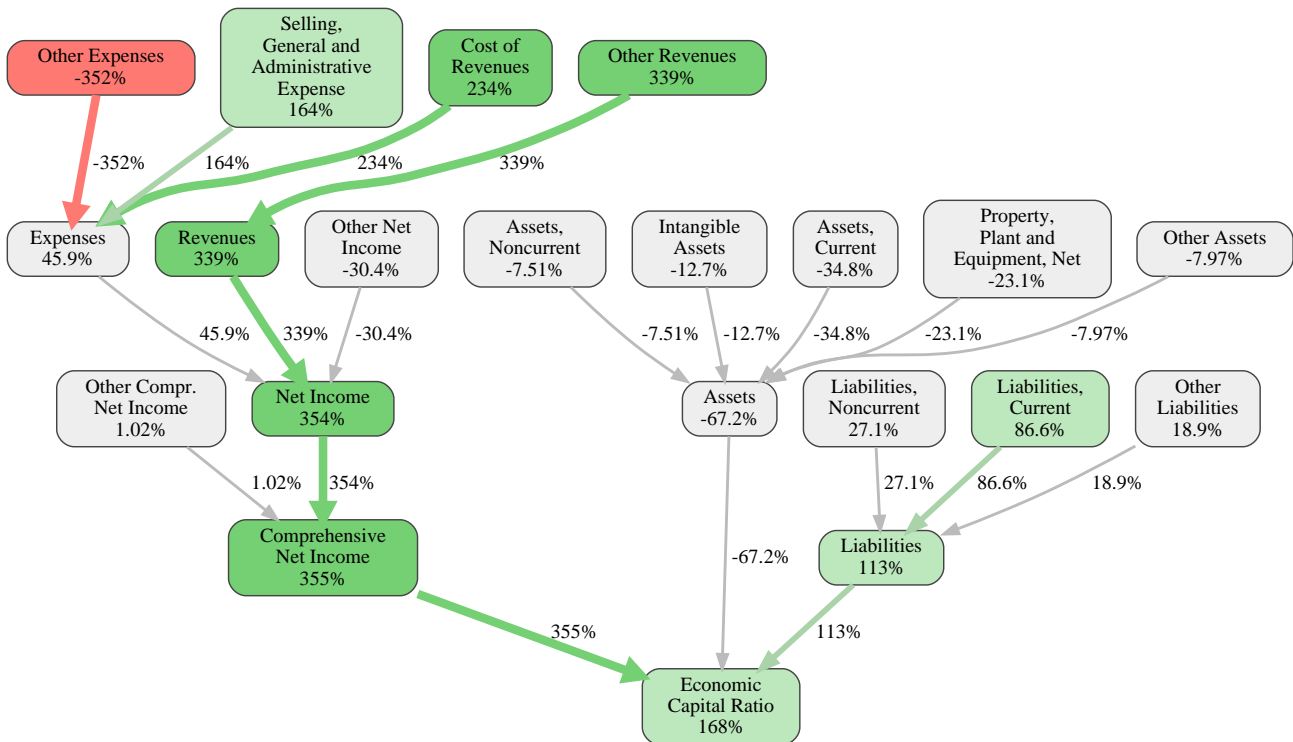 Other Expenses
-352%
Selling,
General and
Administrative
Expense
164%
Cost of
Revenues
234%
Other Revenues
339%
-352%
164%
234%
339%
Expenses
45.9%
Revenues
339%
Other Net
Income
-30.4%
Assets,
Noncurrent
-7.51%
Intangible
Assets
-12.7%
Assets,
Current
-34.8%
Property,
Plant and
Equipment, Net
-23.1%
Other Assets
-7.97%
45.9%
339%
-30.4%
-7.51%
-12.7%
-34.8%
-23.1%
-7.97%
Other Compr.
Net Income
1.02%
Net Income
354%
Assets
-67.2%
Liabilities,
Noncurrent
27.1%
Liabilities,
Current
86.6%
Other
Liabilities
18.9%
1.02%
354%
27.1%
86.6%
18.9%
Comprehensive
Net Income
355%
-67.2%
Liabilities
113%
355%
113%
Economic
Capital Ratio
168%